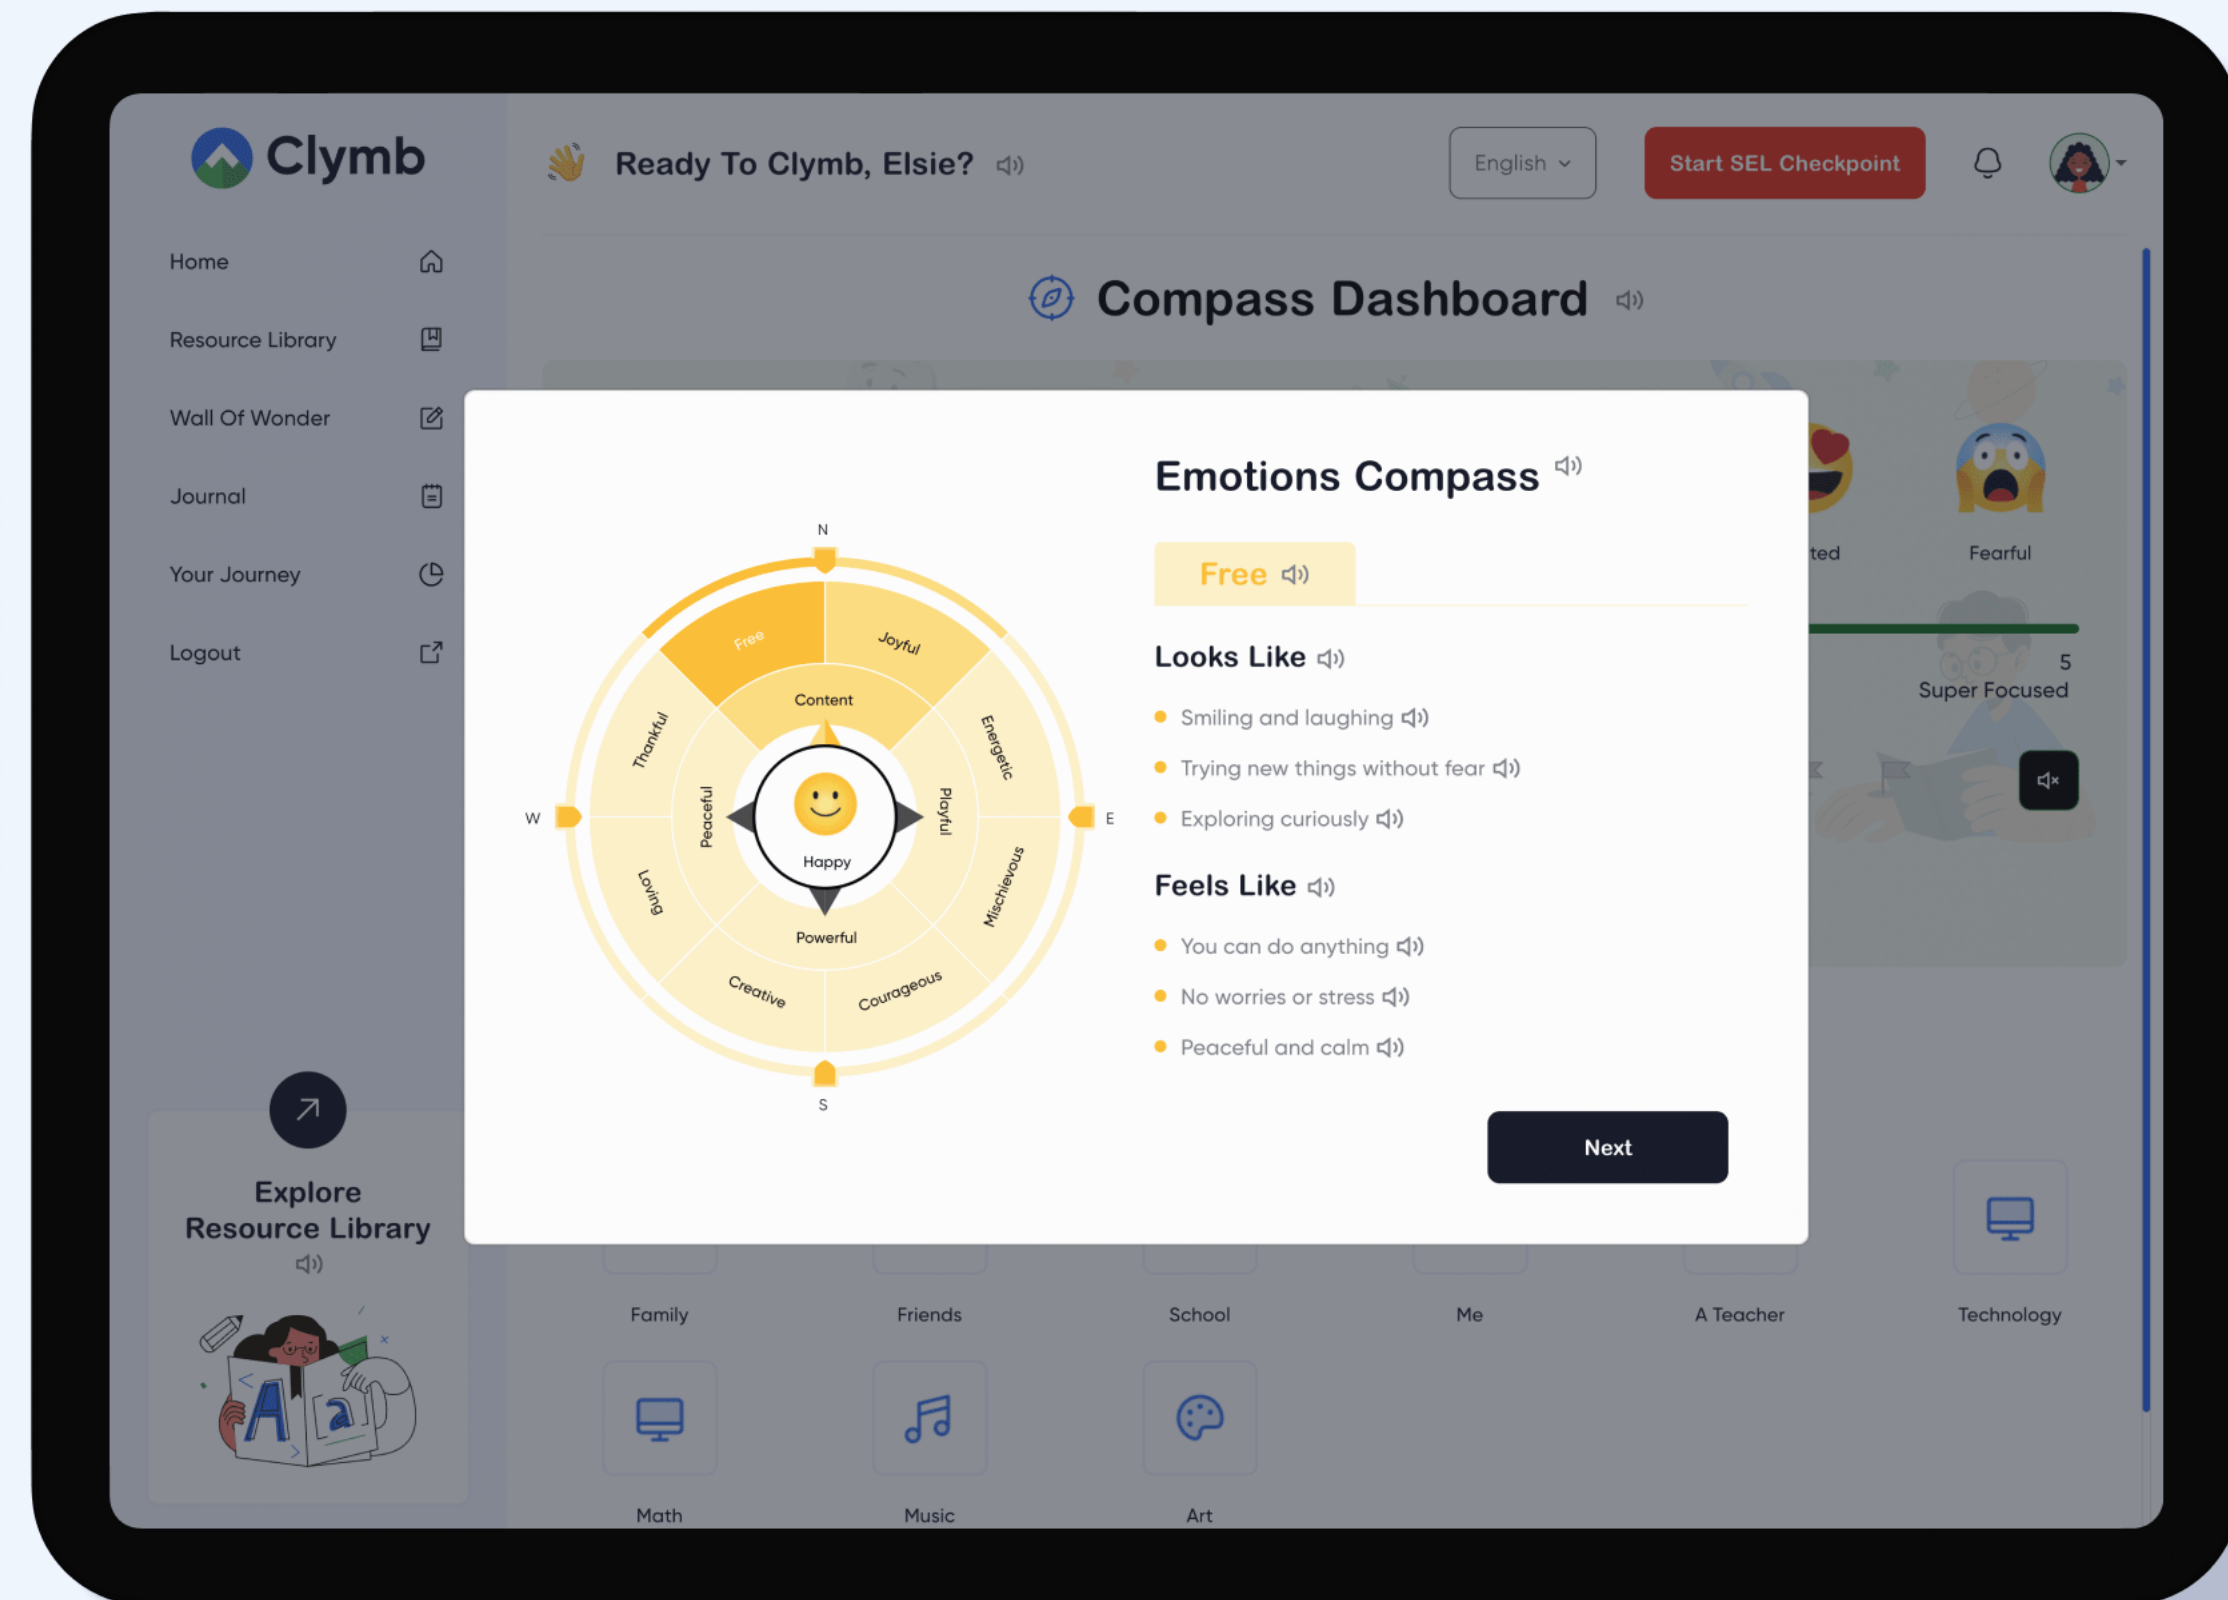 Clymb
Ready To Clymb, Elsie?
English
Start SEL Checkpoint
Home
Resource Library
Wall Of Wonder
Journal
Your Journey
Logout
Explore
Resource Library
A a
Compass Dashboard
ted
Fearful
5
Super Focused
N
Free
Joyful
Content
Thankful
Energetic
Peaceful
Playful
W
E
Happy
Loving
Mischievous
Powerful
Creative
Courageous
S
Emotions Compass
Free
Looks Like
Smiling and laughing
Trying new things without fear
Exploring curiously
Feels Like
You can do anything
No worries or stress
Peaceful and calm
Next
Family
Friends
School
Me
A Teacher
Technology
Math
Music
Art